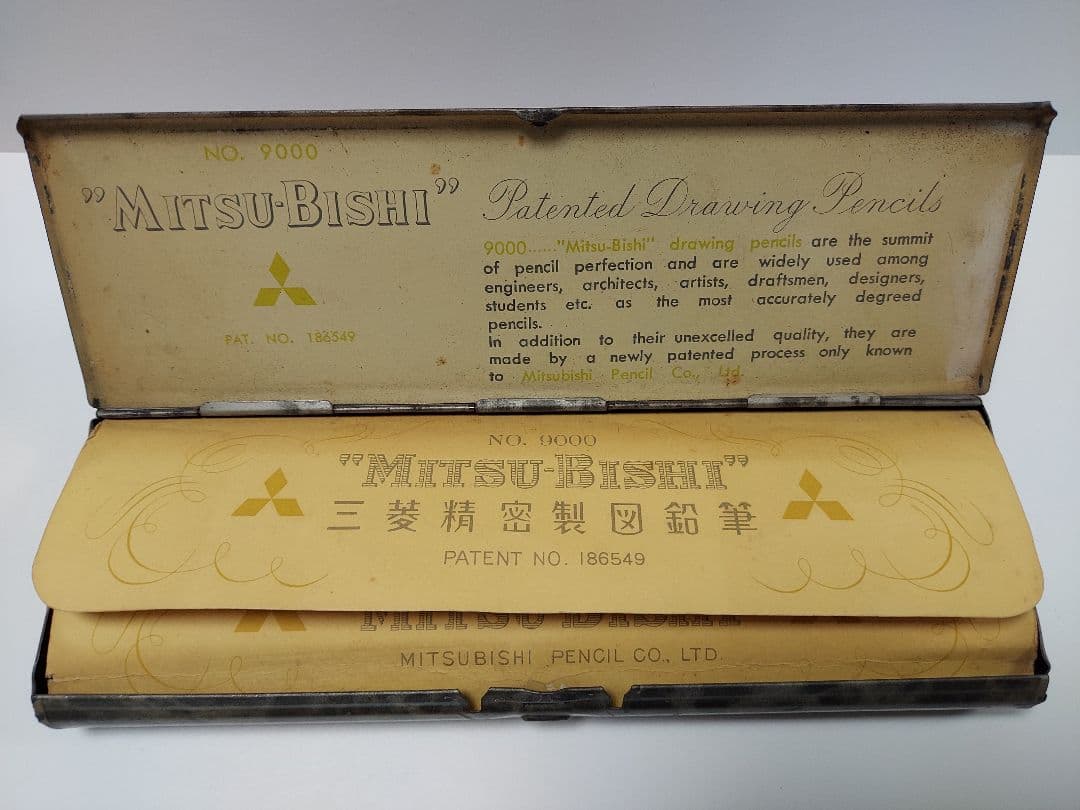 NO. 9000
”MITSU-BISHI”
PAT. NO. 186549
Patented Drawing Pencils
9000......"Mitsu-Bishi" drawing pencils are the summit
of pencil perfection and are widely used among
engineers, architects, artists, draftsmen, designers,
students etc. as the most accurately degreed
pencils.
In addition to their unexcelled quality, they are
made by a newly patented process only known
to Mitsubishi Pencil Co., Ltd.
NO. 9000
"MITSU-BISHI"
三菱精密製図鉛筆
PATENT NO. 186549
MITSU-BISHI
MITSUBISHI PENCIL CO., LTD.